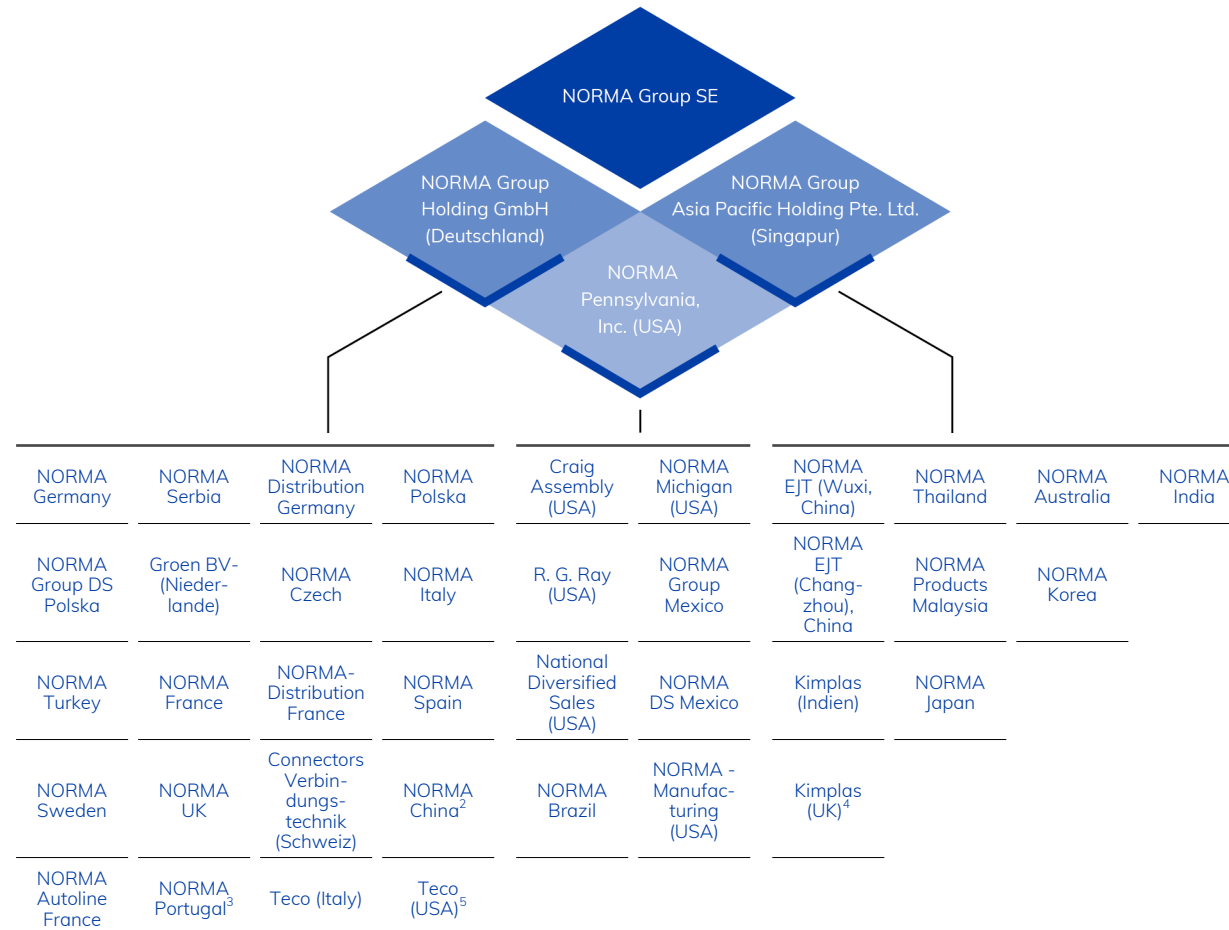 NORMA Group SE
NORMA Group
Holding GmbH
(Deutschland)
NORMA Group
Asia Pacific Holding Pte. Ltd.
(Singapur)
NORMA
Pennsylvania,
Inc. (USA)
NORMA
Germany
NORMA
Serbia
NORMA
Distribution
Germany
NORMA
Polska
Craig
Assembly
(USA)
NORMA
Michigan
(USA)
NORMA
EJT (Wuxi,
China)
NORMA
Thailand
NORMA
Australia
NORMA
India
NORMA
Group DS
Polska
Groen BV-
(Nieder-
lande)
NORMA
Czech
NORMA
Italy
R. G. Ray
(USA)
NORMA
Group
Mexico
NORMA
EJT
(Chang-
zhou),
China
NORMA
Products
Malaysia
NORMA
Korea
NORMA
Turkey
NORMA
France
NORMA-
Distribution
France
NORMA
Spain
National
Diversified
Sales
(USA)
NORMA
DS Mexico
Kimplas
(Indien)
NORMA
Japan
NORMA
Sweden
NORMA
UK
Connectors
Verbin-
dungs-
technik
(Schweiz)
NORMA
China²
NORMA
Brazil
NORMA -
Manufac-
turing
(USA)
Kimplas
(UK)⁴
NORMA
Autoline
France
NORMA
Portugal³
Teco (Italy)
Teco
(USA)⁵